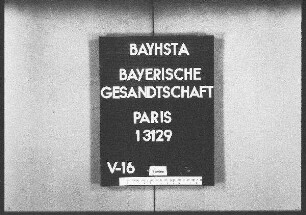 BAYHSTA
BAYERISCHE
GESANDTSCHAFT
PARIS
13129
V-16